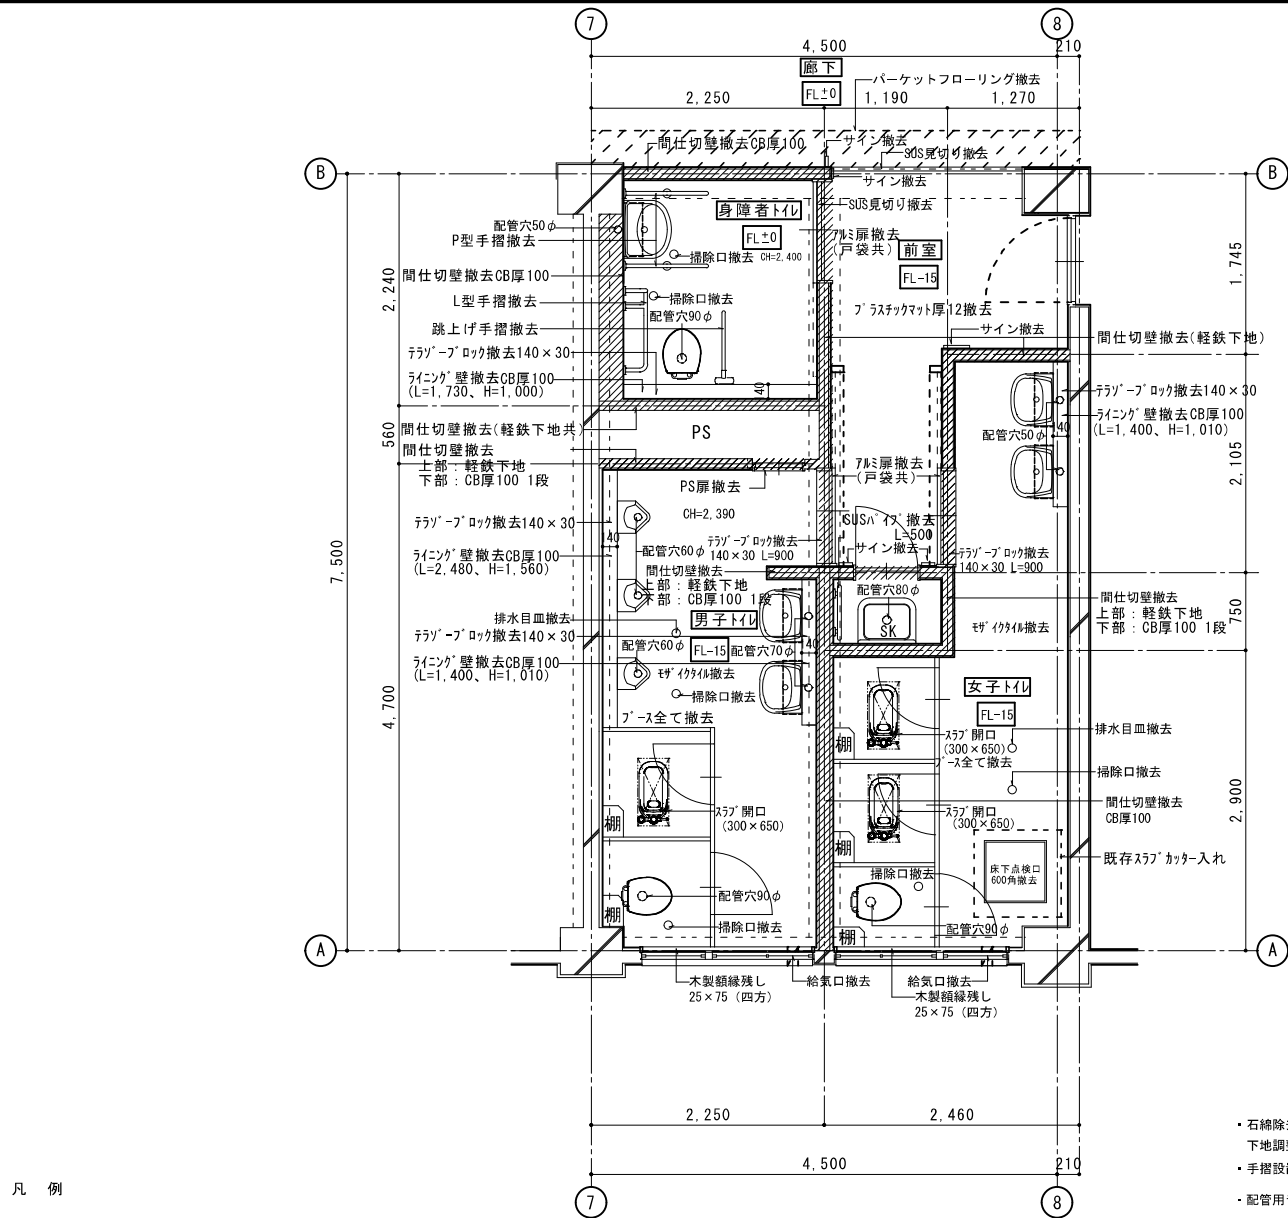 7
8
4,500
210
廊下
FL±0
パーケットフローリング撤去
2,250
1,190
1,270
間仕切壁撤去CB厚100
サイン撤去
SUS見切り撤去
B
B
サイン撤去
身障者トイレ
SUS見切り撤去
配管穴50φ
P型手摺撤去
FL±0
アルミ扉撤去
(戸袋共)
前室
掃除口撤去 CH=2,400
1,745
間仕切壁撤去CB厚100
FL-15
2,240
L型手摺撤去
掃除口撤去
配管穴90φ
プラスチックマット厚12撤去
跳上げ手摺撤去
サイン撤去
間仕切壁撤去(軽鉄下地)
テラゾーブロック撤去140×30
ライニング壁撤去CB厚100
(L=1,730、H=1,000)
40
テラゾーブロック撤去140×30
ライニング壁撤去CB厚100
(L=1,400、H=1,010)
140
配管穴50φ
560
間仕切壁撤去(軽鉄下地共)
PS
間仕切壁撤去
上部：軽鉄下地
下部：CB厚100 1段
アルミ扉撤去
(戸袋共)
2,105
PS扉撤去
CH=2,390
テラゾーブロック撤去140×30
SUSパイプ撤去
L=500
140
ライニング壁撤去CB厚100
(L=2,480、H=1,560)
配管穴60φ
テラゾーブロック撤去
140×30 L=900
サイン撤去
テラゾーブロック撤去
140×30 L=900
7,500
間仕切壁撤去
上部：軽鉄下地
下部：CB厚100 1段
配管穴80φ
間仕切壁撤去
上部：軽鉄下地
下部：CB厚100 1段
750
排水目皿撤去
男子トイレ
SK
モザイクタイル撤去
テラゾーブロック撤去140×30
配管穴60φ
FL-15
配管穴70φ
40
ライニング壁撤去CB厚100
(L=1,400、H=1,010)
モザイクタイル撤去
女子トイレ
4,700
掃除口撤去
FL-15
ブース全て撤去
排水目皿撤去
棚
スラブ開口
(300×650)
ブース全て撤去
掃除口撤去
スラブ開口
(300×650)
スラブ開口
(300×650)
間仕切壁撤去
CB厚100
2,900
棚
棚
既存スラブカッター入れ
床下点検口
600角撤去
掃除口撤去
配管穴90φ
棚
掃除口撤去
棚
配管穴90φ
A
A
木製額縁残し
25×75（四方）
給気口撤去
給気口撤去
木製額縁残し
25×75（四方）
2,250
2,460
・石綿除
下地調
4,500
210
・手摺設
凡 例
7
8
・配管用